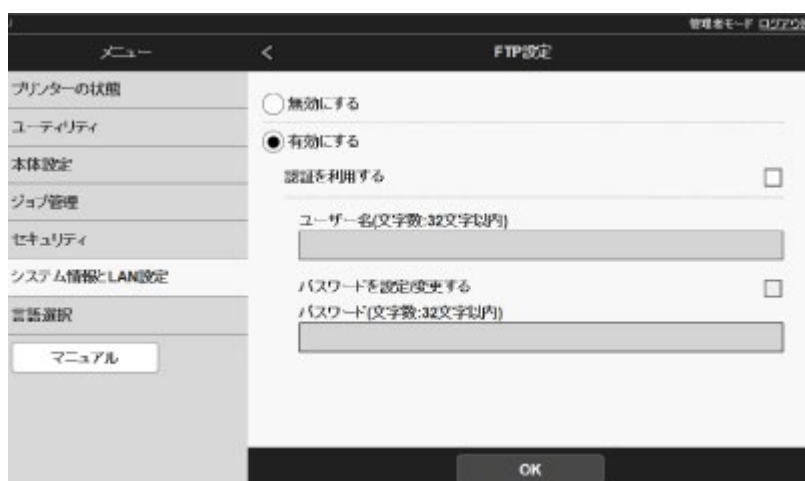 管理者モード ログアウト
メニュー
<
FTP設定
プリンターの状態
ユーティリティ
本体設定
ジョブ管理
セキュリティ
システム情報とLAN設定
言語選択
マニュアル
無効にする
有効にする
認証を利用する
ユーザー名(文字数:32文字以内)
パスワードを設定/変更する
パスワード(文字数:32文字以内)
OK